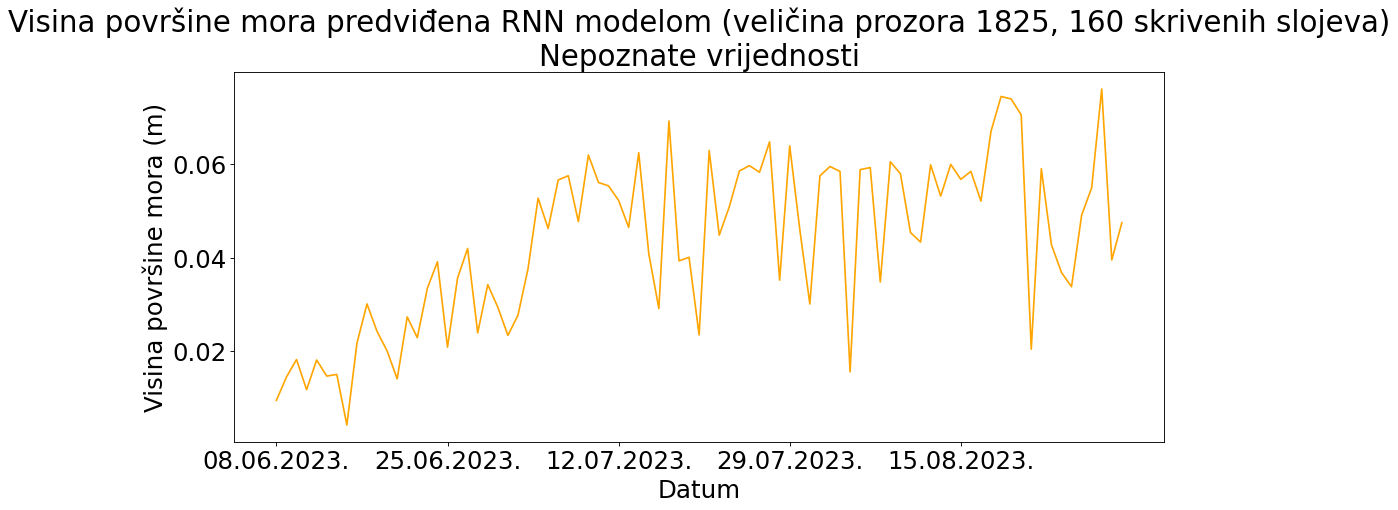 Visina površine mora predviđena RNN modelom (veličina prozora 1825, 160 skrivenih slojeva)
Nepoznate vrijednosti
Visina površine mora (m)
0.06
0.04
0.02
08.06.2023. 25.06.2023. 12.07.2023. 29.07.2023. 15.08.2023.
Datum